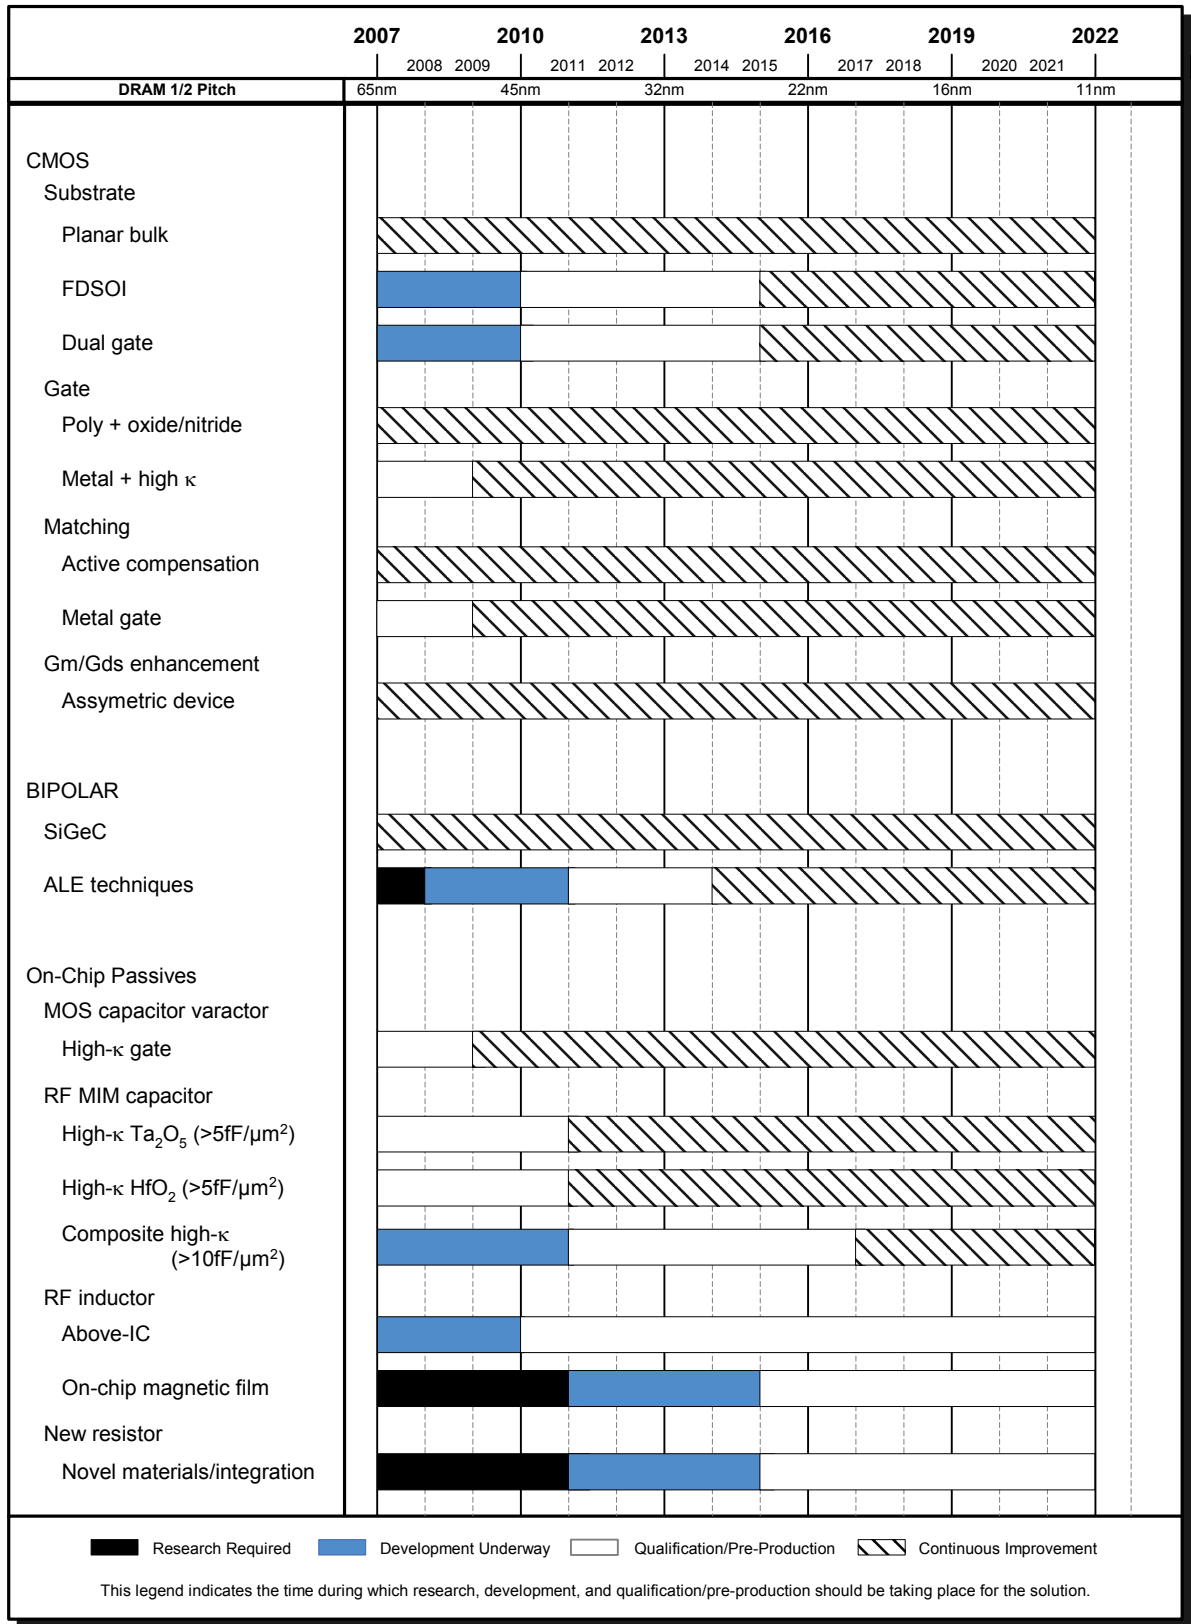 2007 2010 2013 2016 2019 2022
2008 2009 2011 2012 2014 2015 2017 2018 2020 2021
DRAM 1/2 Pitch 65nm 45nm 32nm 22nm 16nm 11nm
CMOS
Substrate
Planar bulk
FDSOI
Dual gate
Gate
Poly + oxide/nitride
Metal + high κ
Matching
Active compensation
Metal gate
Gm/Gds enhancement
Assymetric device
BIPOLAR
SiGeC
ALE techniques
On-Chip Passives
MOS capacitor varactor
High-κ gate
RF MIM capacitor
High-κ Ta₂O₅ (>5fF/µm²)
High-κ HfO₂ (>5fF/µm²)
Composite high-κ
(>10fF/µm²)
RF inductor
Above-IC
On-chip magnetic film
New resistor
Novel materials/integration
Research Required Development Underway Qualification/Pre-Production Continuous Improvement
This legend indicates the time during which research, development, and qualification/pre-production should be taking place for the solution.